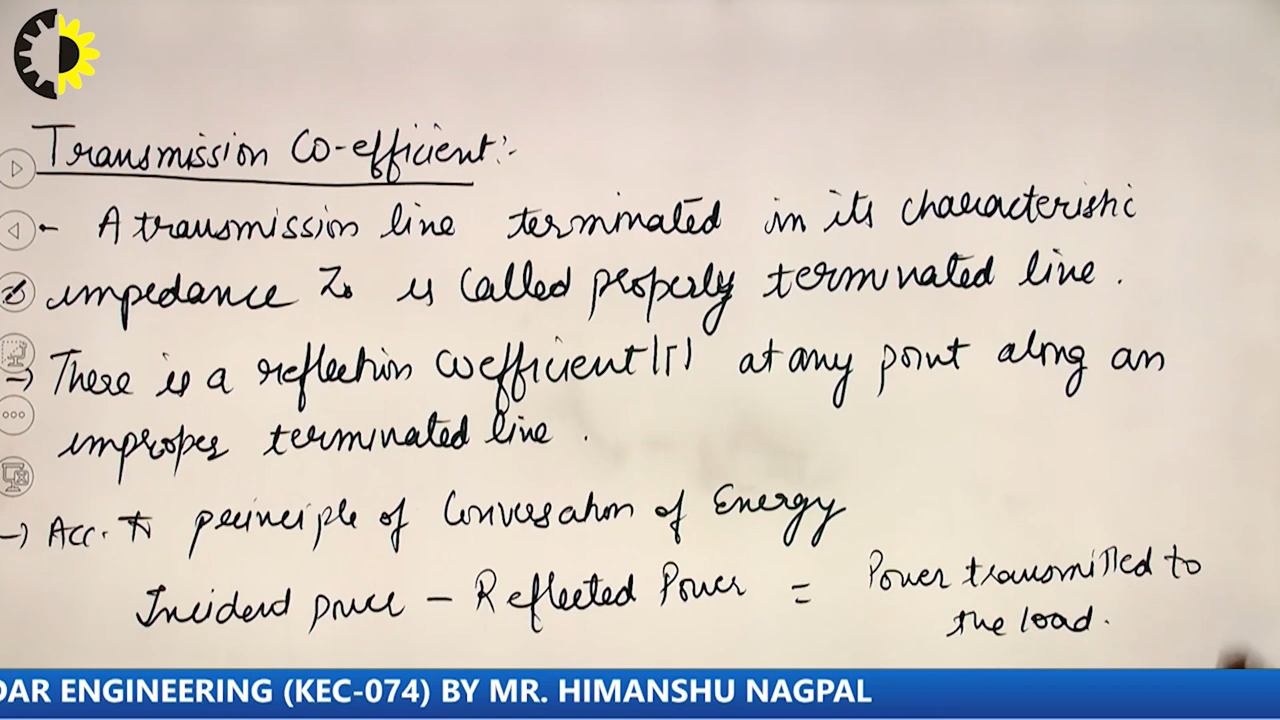 Transmission Co-efficient:-
- A transmission line terminated in its characteristic
impedance Z₀ is called properly terminated line.
→ There is a reflection coefficient |Γ| at any point along an
improper terminated line.
→ Acc. to principle of Conversation of Energy
Incident power - Reflected Power = Power transmitted to
the load.
DAR ENGINEERING (KEC-074) BY MR. HIMANSHU NAGPAL